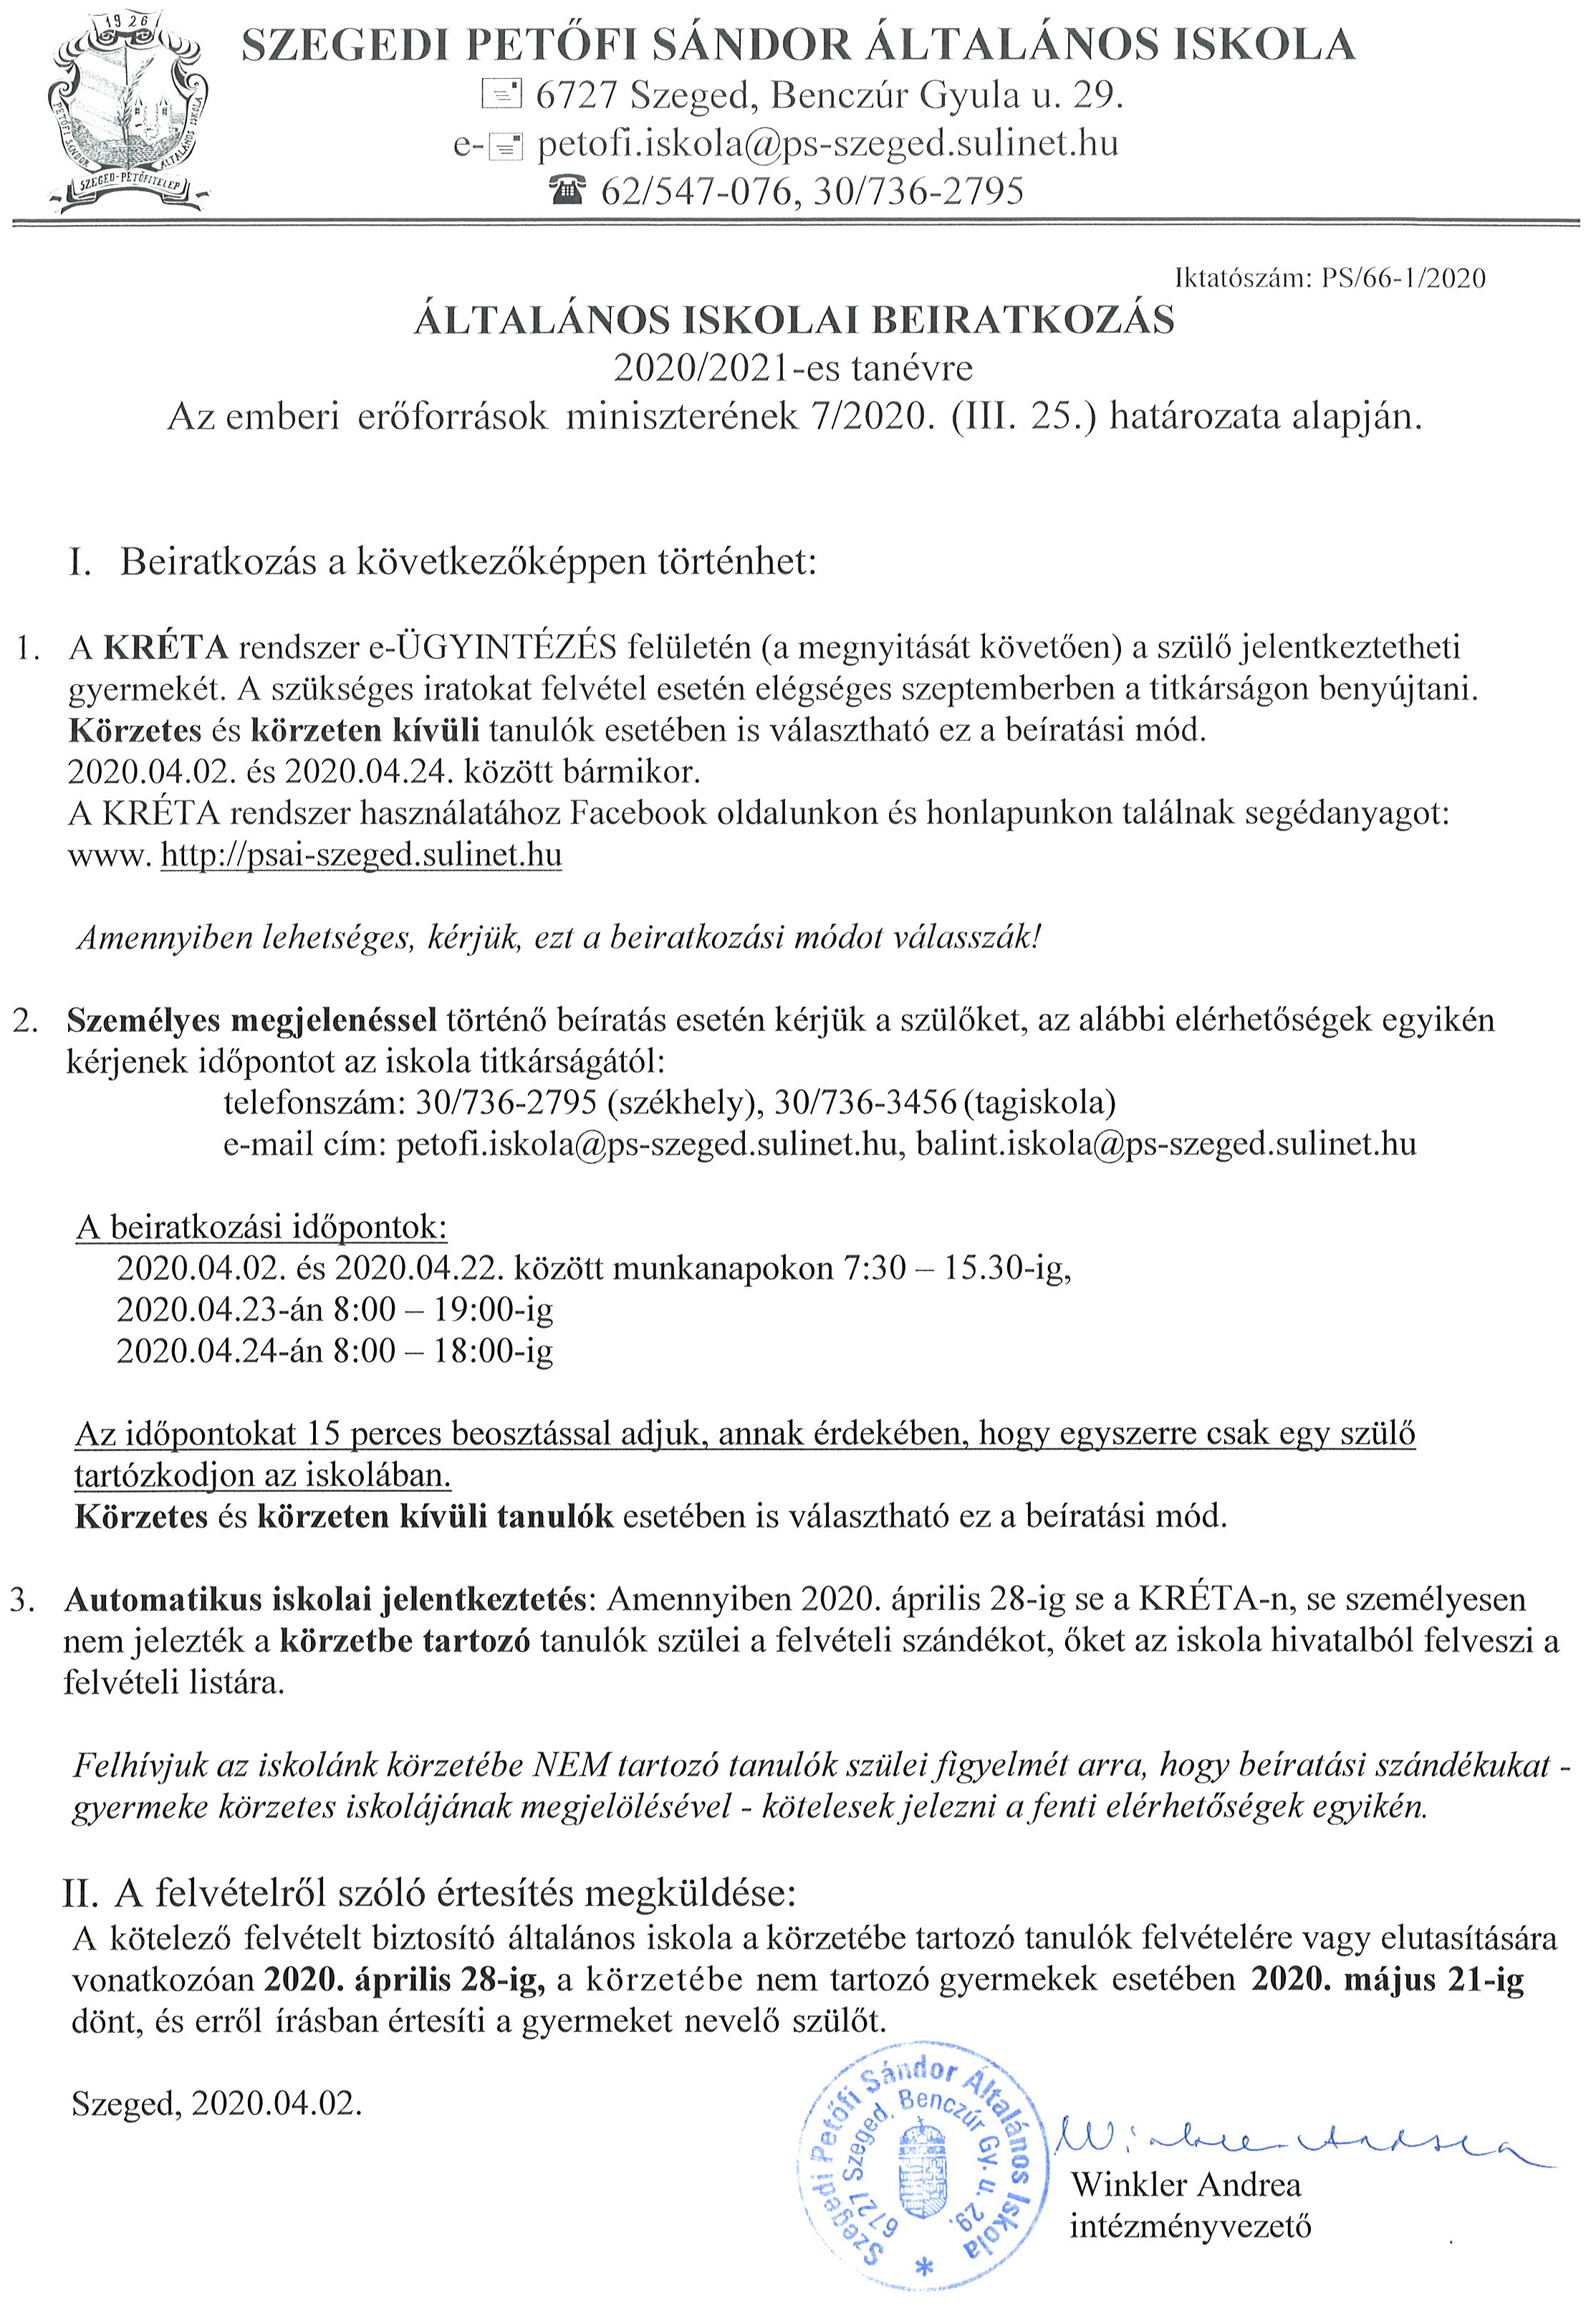 1926
PETŐFI SÁNDOR ÁLTALÁNOS ISKOLA
SZEGED-PETŐFITELEP
SZEGEDI PETŐFI SÁNDOR ÁLTALÁNOS ISKOLA
6727 Szeged, Benczúr Gyula u. 29.
e- petofi.iskola@ps-szeged.sulinet.hu
62/547-076, 30/736-2795
Iktatószám: PS/66-1/2020
ÁLTALÁNOS ISKOLAI BEIRATKOZÁS
2020/2021-es tanévre
Az emberi erőforrások miniszterének 7/2020. (III. 25.) határozata alapján.
I. Beiratkozás a következőképpen történhet:
1. A KRÉTA rendszer e-ÜGYINTÉZÉS felületén (a megnyitását követően) a szülő jelentkeztetheti
gyermekét. A szükséges iratokat felvétel esetén elégséges szeptemberben a titkárságon benyújtani.
Körzetes és körzeten kívüli tanulók esetében is választható ez a beíratási mód.
2020.04.02. és 2020.04.24. között bármikor.
A KRÉTA rendszer használatához Facebook oldalunkon és honlapunkon találnak segédanyagot:
www. http://psai-szeged.sulinet.hu
Amennyiben lehetséges, kérjük, ezt a beiratkozási módot válasszák!
2. Személyes megjelenéssel történő beíratás esetén kérjük a szülőket, az alábbi elérhetőségek egyikén
kérjenek időpontot az iskola titkárságától:
telefonszám: 30/736-2795 (székhely), 30/736-3456 (tagiskola)
e-mail cím: petofi.iskola@ps-szeged.sulinet.hu, balint.iskola@ps-szeged.sulinet.hu
A beiratkozási időpontok:
2020.04.02. és 2020.04.22. között munkanapokon 7:30 – 15.30-ig,
2020.04.23-án 8:00 – 19:00-ig
2020.04.24-án 8:00 – 18:00-ig
Az időpontokat 15 perces beosztással adjuk, annak érdekében, hogy egyszerre csak egy szülő
tartózkodjon az iskolában.
Körzetes és körzeten kívüli tanulók esetében is választható ez a beíratási mód.
3. Automatikus iskolai jelentkeztetés: Amennyiben 2020. április 28-ig se a KRÉTA-n, se személyesen
nem jelezték a körzetbe tartozó tanulók szülei a felvételi szándékot, őket az iskola hivatalból felveszi a
felvételi listára.
Felhívjuk az iskolánk körzetébe NEM tartozó tanulók szülei figyelmét arra, hogy beíratási szándékukat -
gyermeke körzetes iskolájának megjelölésével - kötelesek jelezni a fenti elérhetőségek egyikén.
II. A felvételről szóló értesítés megküldése:
A kötelező felvételt biztosító általános iskola a körzetébe tartozó tanulók felvételére vagy elutasítására
vonatkozóan 2020. április 28-ig, a körzetébe nem tartozó gyermekek esetében 2020. május 21-ig
dönt, és erről írásban értesíti a gyermeket nevelő szülőt.
Szeged, 2020.04.02.
Szegedi Petőfi Sándor Általános Iskola
6727 Szeged, Benczúr Gy. u. 29.
*
Winkler Andrea
Winkler Andrea
intézményvezető